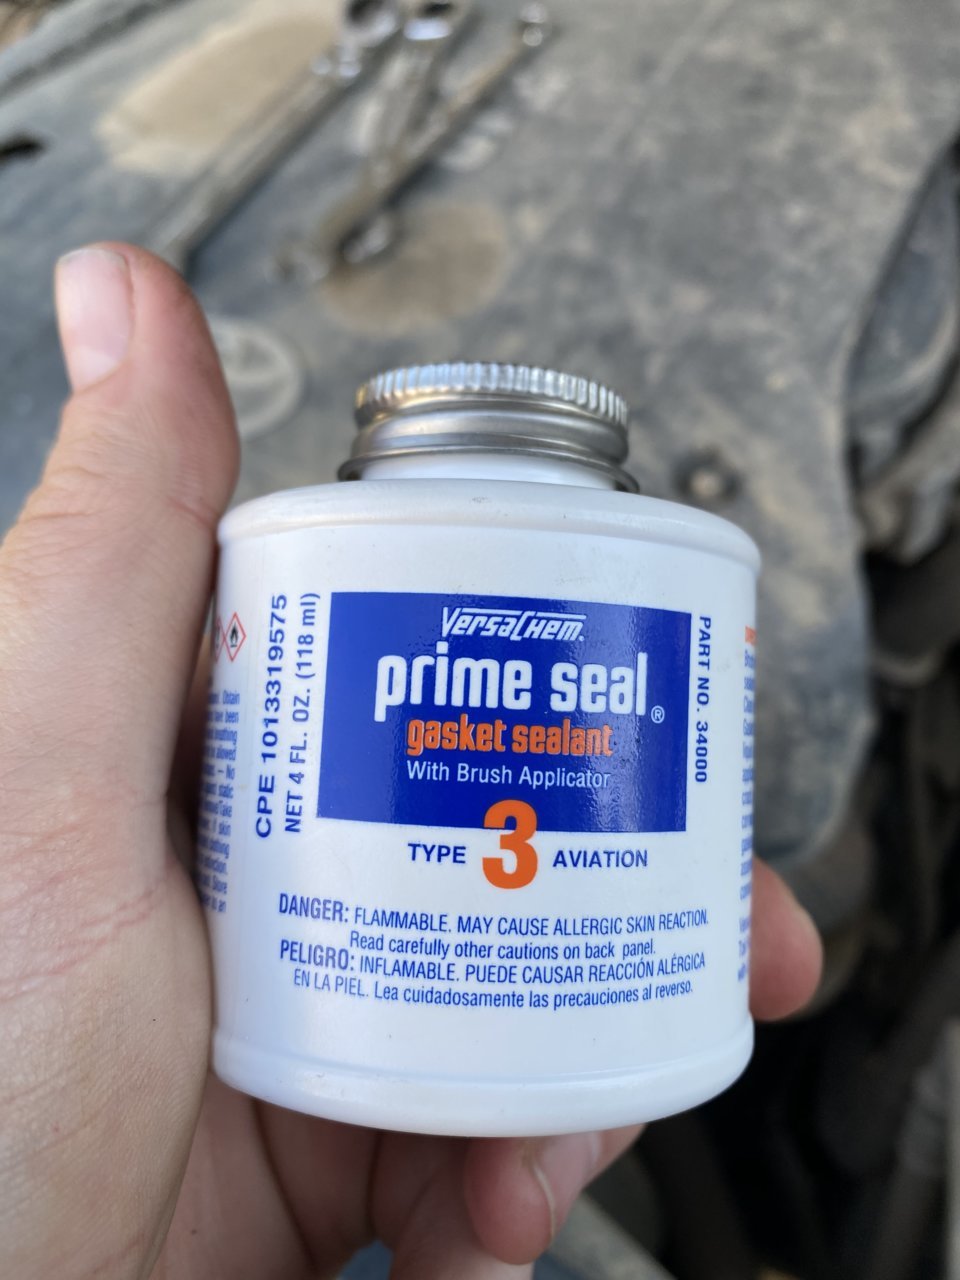 VersaChem.
prime seal®
gasket sealant
With Brush Applicator
TYPE 3 AVIATION
DANGER: FLAMMABLE. MAY CAUSE ALLERGIC SKIN REACTION.
Read carefully other cautions on back panel.
PELIGRO: INFLAMABLE. PUEDE CAUSAR REACCIÓN ALÉRGICA
EN LA PIEL. Lea cuidadosamente las precauciones al reverso.
CPE 1013319575
NET 4 FL. OZ. (118 ml)
PART NO. 34000